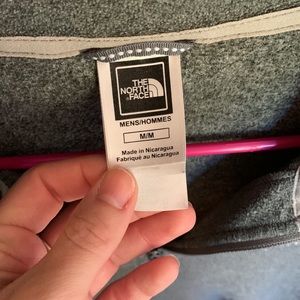 THE
NORTH
FACE
MENS/HOMMES
M/M
Made in Nicaragua
Fabriqué au Nicaragua